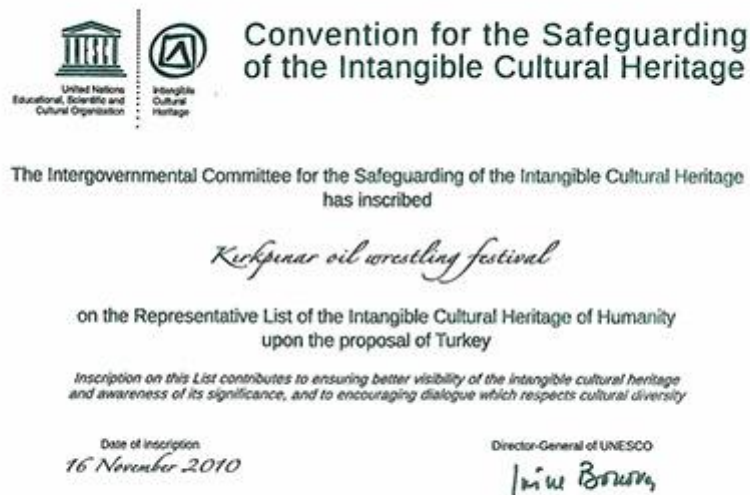 Convention for the Safeguarding
of the Intangible Cultural Heritage
United Nations
Educational, Scientific and
Cultural Organization
Intangible
Cultural
Heritage
The Intergovernmental Committee for the Safeguarding of the Intangible Cultural Heritage
has inscribed
Kırkpınar oil wrestling festival
on the Representative List of the Intangible Cultural Heritage of Humanity
upon the proposal of Turkey
Inscription on this List contributes to ensuring better visibility of the intangible cultural heritage
and awareness of its significance, and to encouraging dialogue which respects cultural diversity
Date of inscription
16 November 2010
Director-General of UNESCO